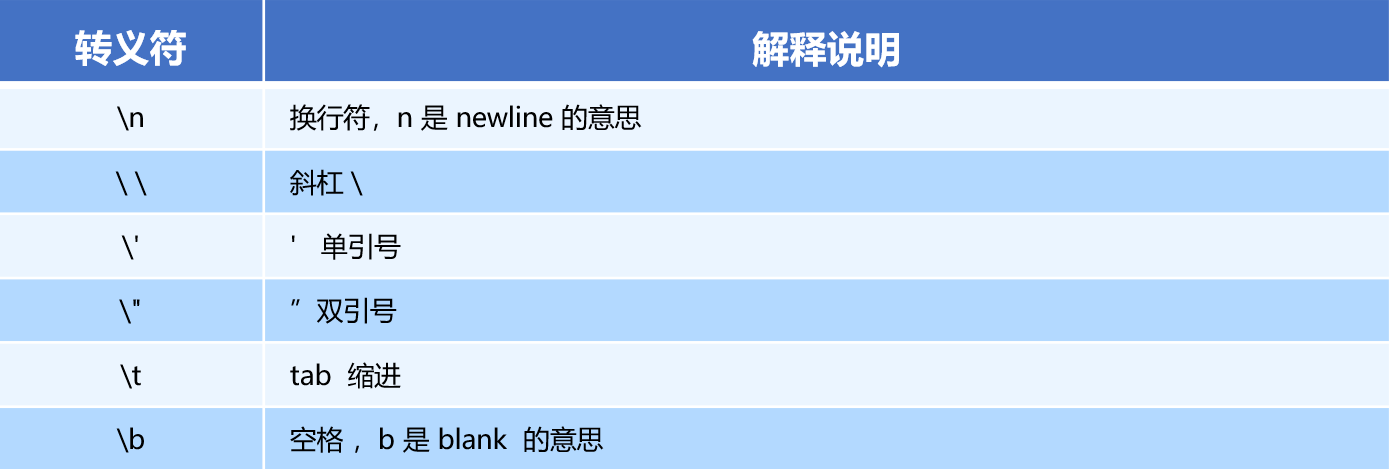 转义符 解释说明
\n 换行符，n 是 newline 的意思
\ \ 斜杠 \
\' ' 单引号
\" ” 双引号
\t tab 缩进
\b 空格 ，b 是 blank 的意思